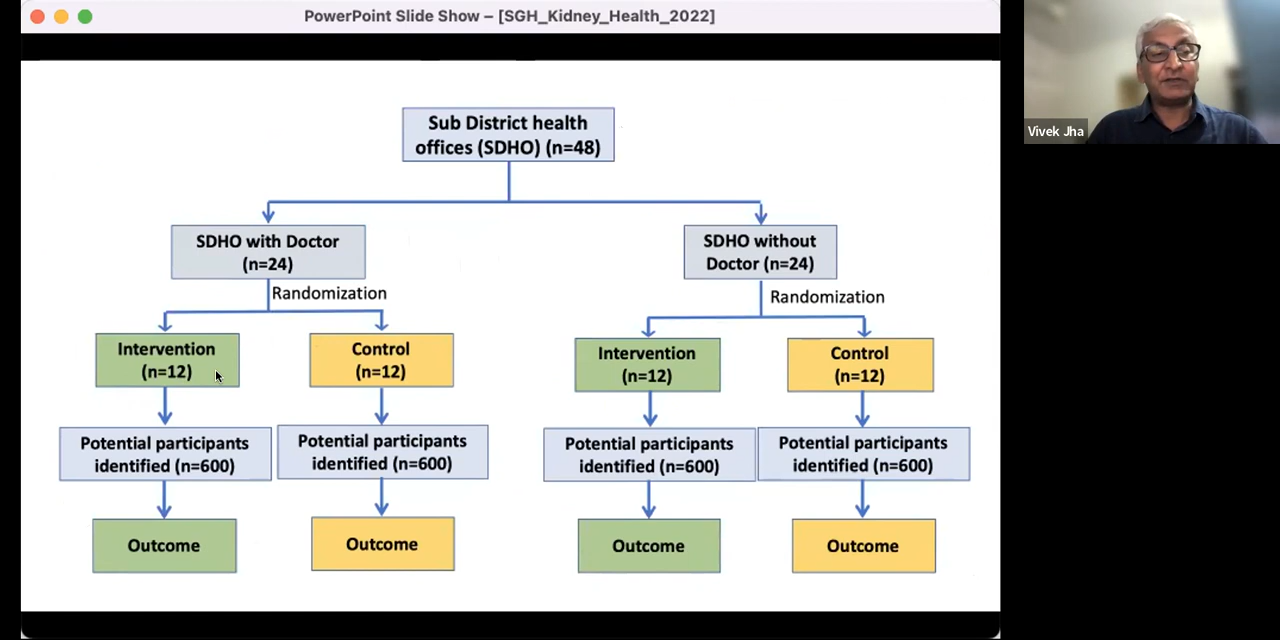 PowerPoint Slide Show – [SGH_Kidney_Health_2022]
Vivek Jha
Sub District health
offices (SDHO) (n=48)
SDHO with Doctor
(n=24)
SDHO without
Doctor (n=24)
Randomization
Randomization
Intervention
(n=12)
Control
(n=12)
Intervention
(n=12)
Control
(n=12)
Potential participants
identified (n=600)
Potential participants
identified (n=600)
Potential participants
identified (n=600)
Potential participants
identified (n=600)
Outcome
Outcome
Outcome
Outcome